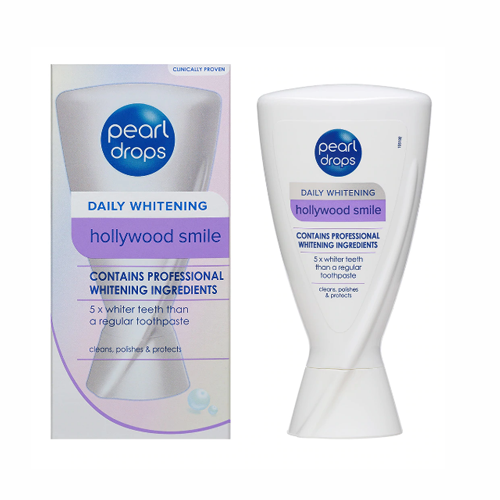 CLINICALLY PROVEN
pearl
drops
DAILY WHITENING
hollywood smile
CONTAINS PROFESSIONAL
WHITENING INGREDIENTS
5 x whiter teeth than
a regular toothpaste
cleans, polishes & protects
pearl
drops
DAILY WHITENING
hollywood smile
CONTAINS PROFESSIONAL
WHITENING INGREDIENTS
5 x whiter teeth
than a regular
toothpaste
cleans, polishes
& protects